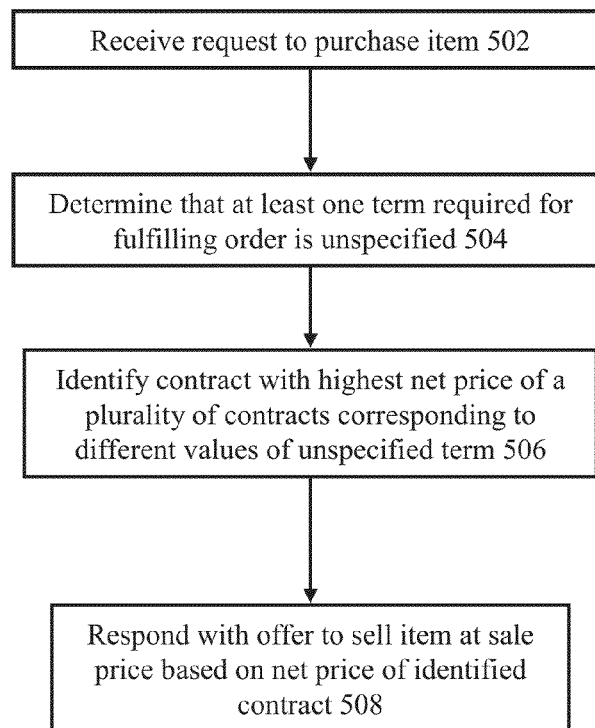 Receive request to purchase item 502
Determine that at least one term required for
fulfilling order is unspecified 504
Identify contract with highest net price of a
plurality of contracts corresponding to
different values of unspecified term 506
Respond with offer to sell item at sale
price based on net price of identified
contract 508